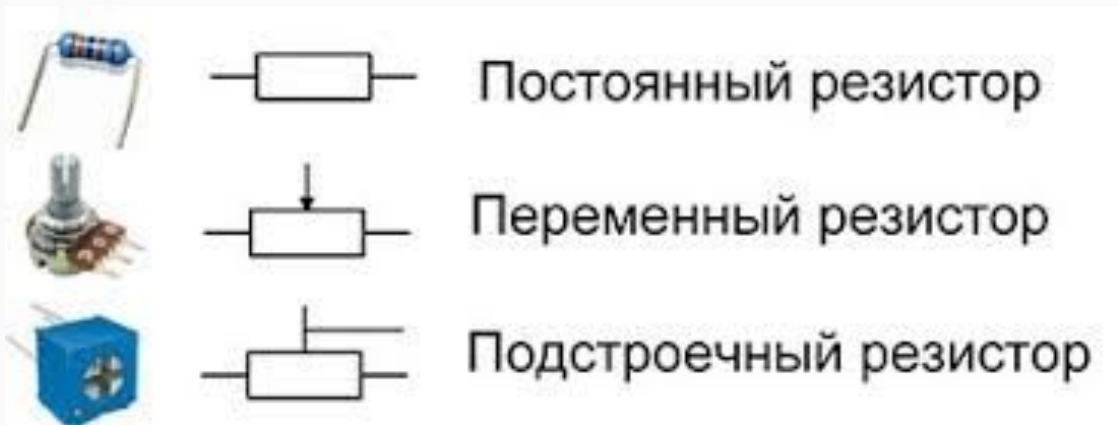 Постоянный резистор
Переменный резистор
Подстроечный резистор